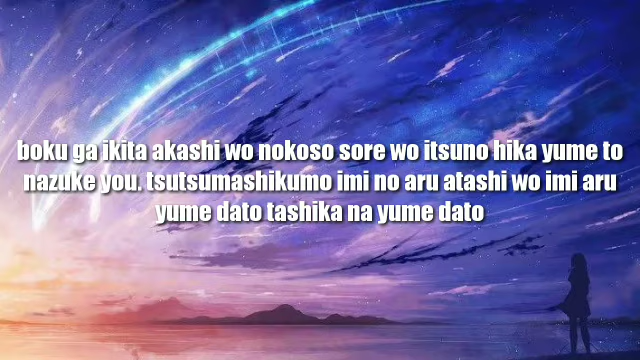 boku ga ikita akashi wo nokoso sore wo itsuno hika yume to
nazuke you. tsutsumashikumo imi no aru atashi wo imi aru
yume dato tashika na yume dato